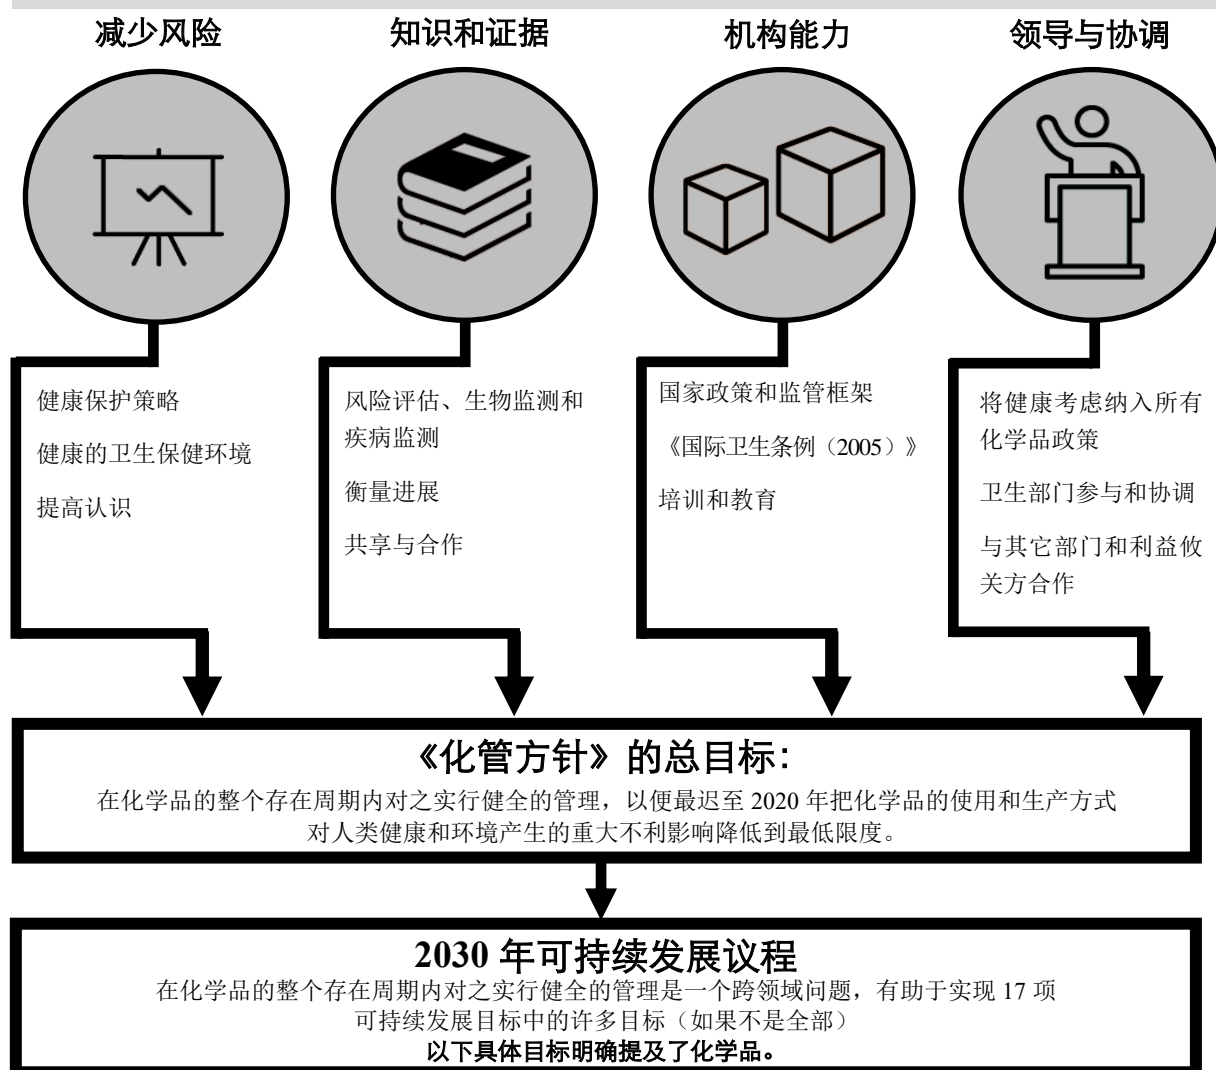 减少风险
知识和证据
机构能力
领导与协调
健康保护策略
健康的卫生保健环境
提高认识
风险评估、生物监测和
疾病监测
衡量进展
共享与合作
国家政策和监管框架
《国际卫生条例（2005）》
培训和教育
将健康考虑纳入所有
化学品政策
卫生部门参与和协调
与其它部门和利益攸
关方合作
《化管方针》的总目标：
在化学品的整个存在周期内对之实行健全的管理，以便最迟至 2020 年把化学品的使用和生产方式
对人类健康和环境产生的重大不利影响降低到最低限度。
2030 年可持续发展议程
在化学品的整个存在周期内对之实行健全的管理是一个跨领域问题，有助于实现 17 项
可持续发展目标中的许多目标（如果不是全部）
以下具体目标明确提及了化学品。